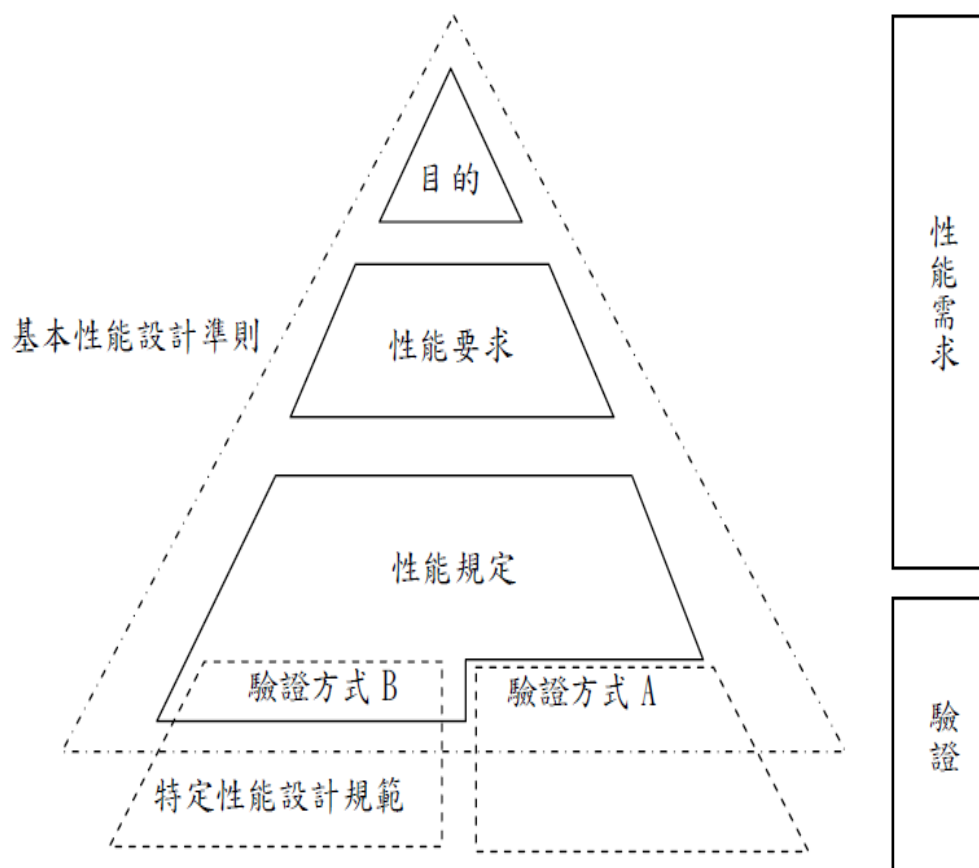 目的
性能需求
基本性能設計準則
性能要求
性能規定
驗證方式 B
驗證方式 A
特定性能設計規範
驗證